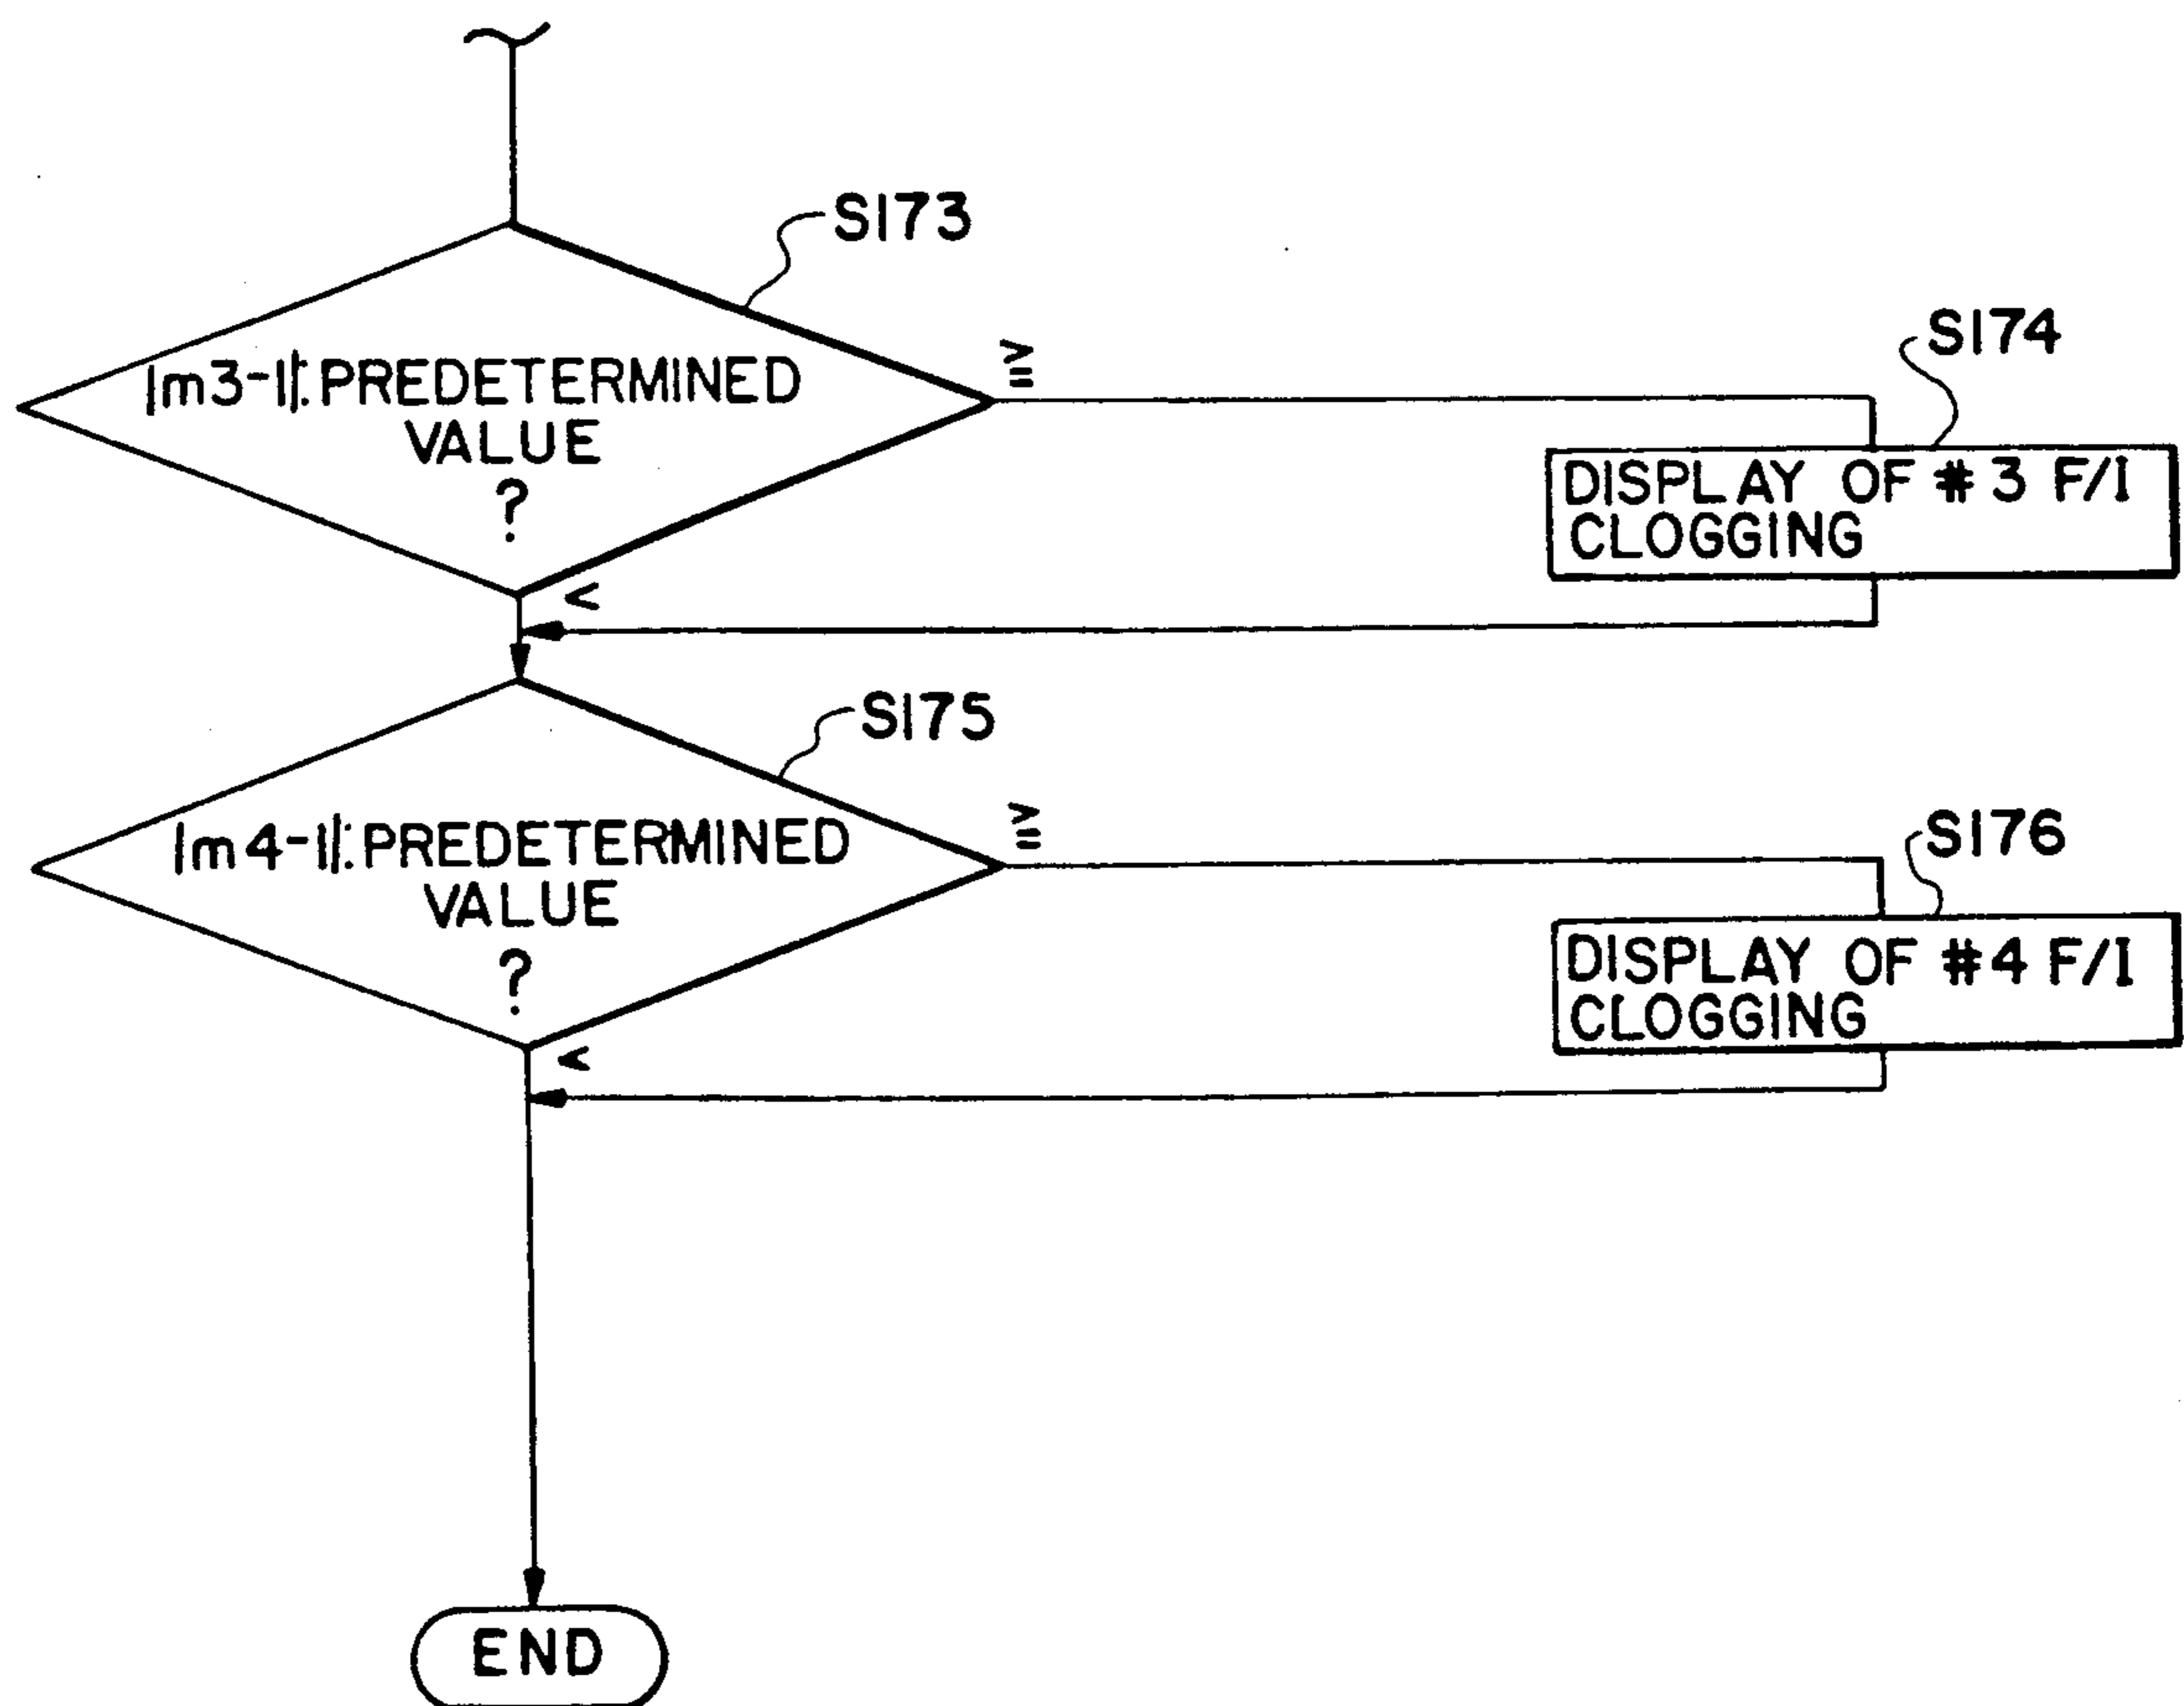 S173
|m3-1|:PREDETERMINED
VALUE
?
≧
<
S174
DISPLAY OF #3 F/I
CLOGGING
S175
|m4-1|:PREDETERMINED
VALUE
?
≧
<
S176
DISPLAY OF #4 F/I
CLOGGING
END